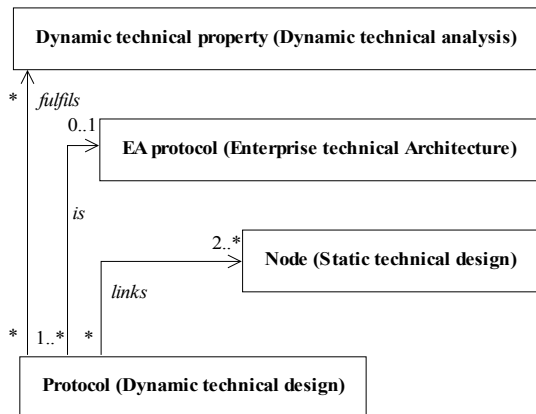 Dynamic technical property (Dynamic technical analysis)
* fulfils
0..1
EA protocol (Enterprise technical Architecture)
is
2..*
Node (Static technical design)
links
* 1..* *
Protocol (Dynamic technical design)